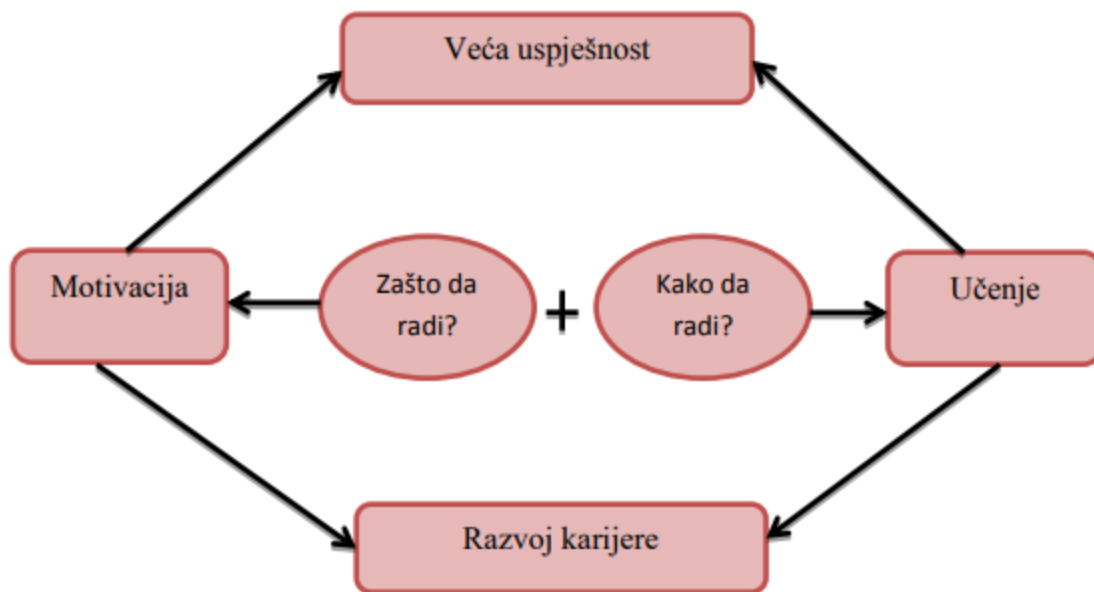 Veća uspješnost
Motivacija
Zašto da
radi?
+
Kako da
radi?
Učenje
Razvoj karijere